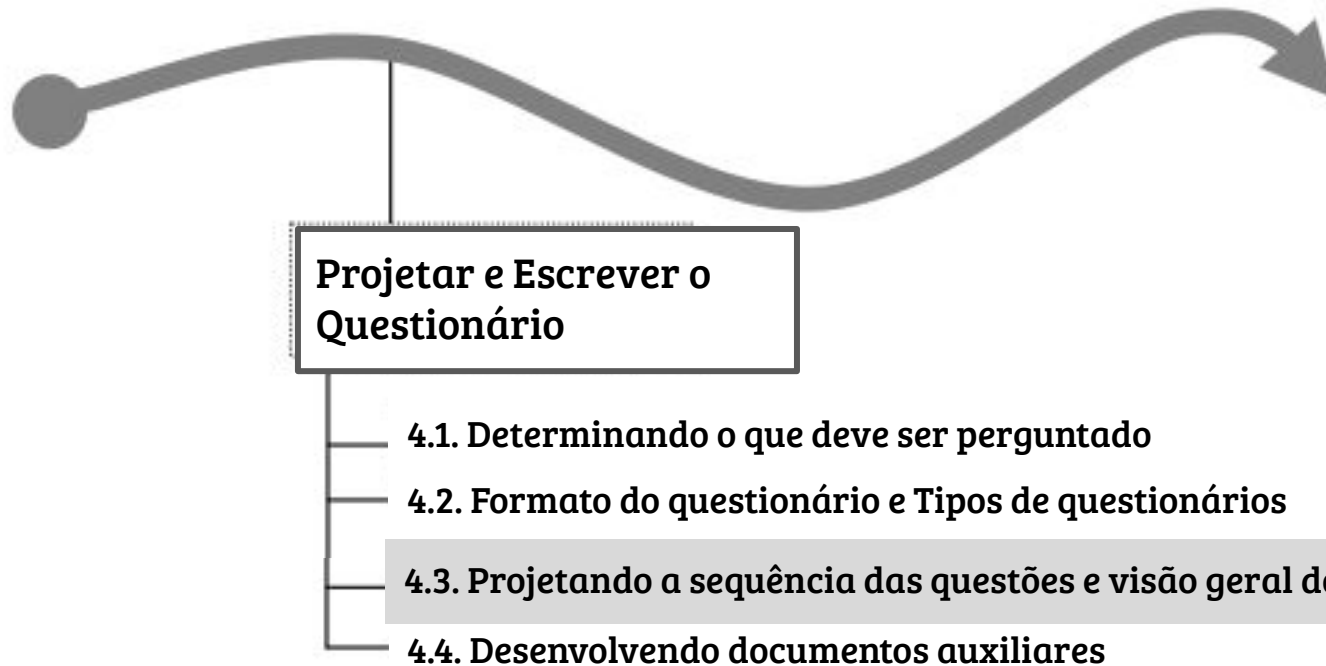 Projetar e Escrever o
Questionário
4.1. Determinando o que deve ser perguntado
4.2. Formato do questionário e Tipos de questionários
4.3. Projetando a sequência das questões e visão geral
4.4. Desenvolvendo documentos auxiliares